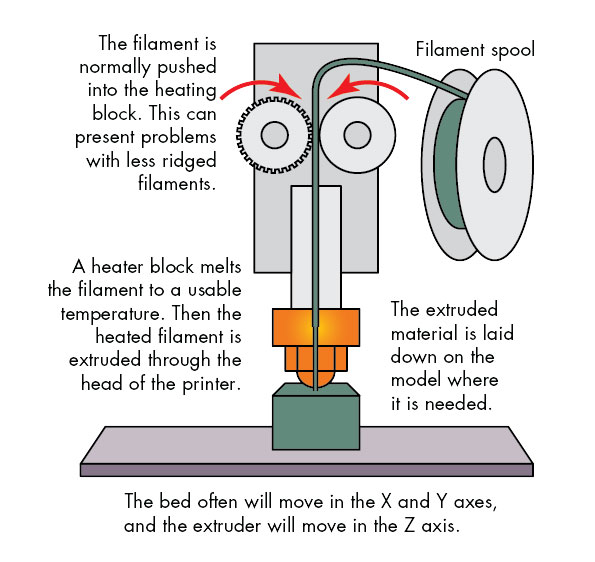 The filament is
normally pushed
into the heating
block. This can
present problems
with less ridged
filaments.
Filament spool
A heater block melts
the filament to a usable
temperature. Then the
heated filament is
extruded through the
head of the printer.
The extruded
material is laid
down on the
model where
it is needed.
The bed often will move in the X and Y axes,
and the extruder will move in the Z axis.